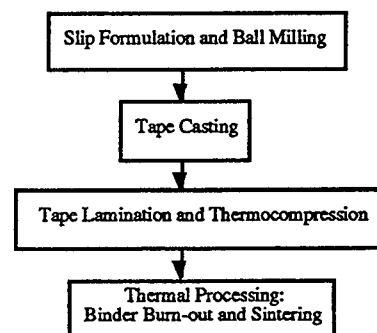 Slip Formulation and Ball Milling
Tape Casting
Tape Lamination and Thermocompression
Thermal Processing:
Binder Burn-out and Sintering